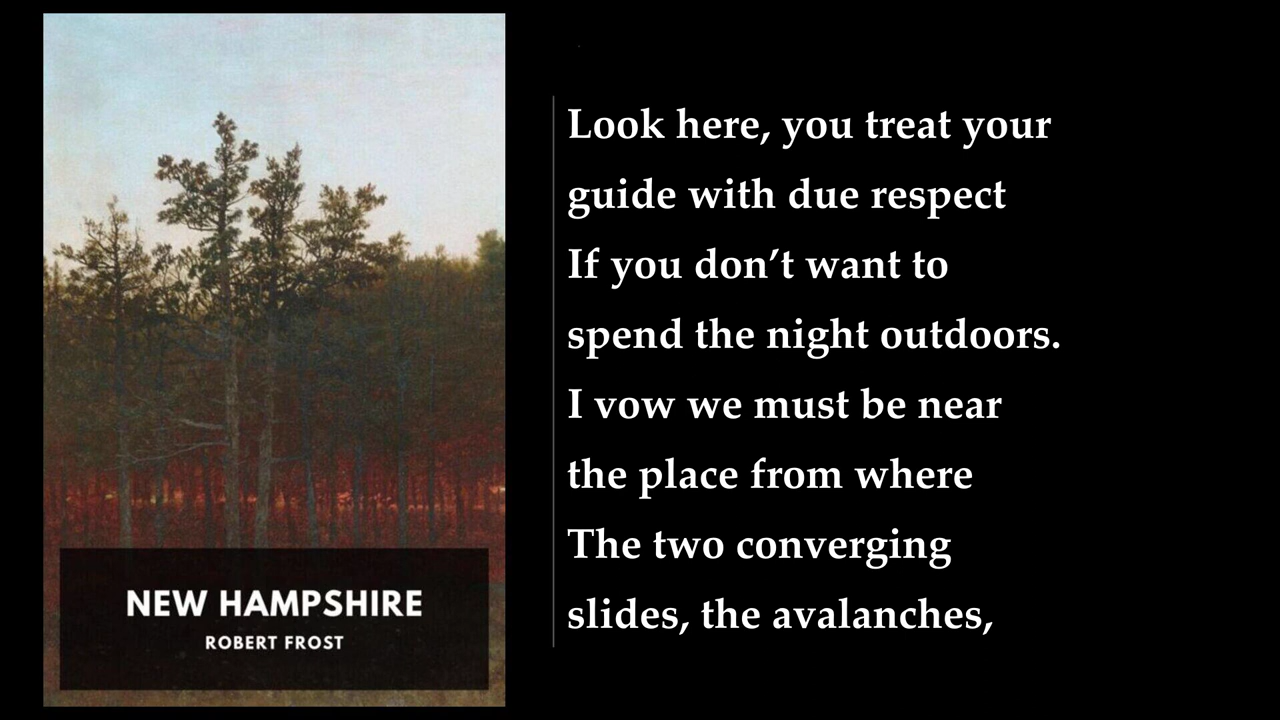 NEW HAMPSHIRE
ROBERT FROST
Look here, you treat your
guide with due respect
If you don’t want to
spend the night outdoors.
I vow we must be near
the place from where
The two converging
slides, the avalanches,